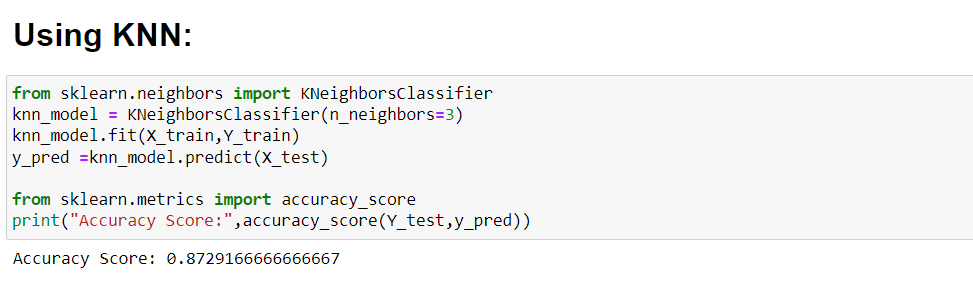 Using KNN:
from sklearn.neighbors import KNeighborsClassifier
knn_model = KNeighborsClassifier(n_neighbors=3)
knn_model.fit(X_train,Y_train)
y_pred =knn_model.predict(X_test)
from sklearn.metrics import accuracy_score
print("Accuracy Score:",accuracy_score(Y_test,y_pred))
Accuracy Score: 0.8729166666666667